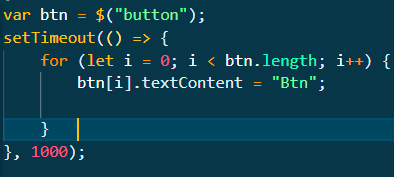 var btn = $("button");
setTimeout(() => {
    for (let i = 0; i < btn.length; i++) {
        btn[i].textContent = "Btn";

    }
}, 1000);